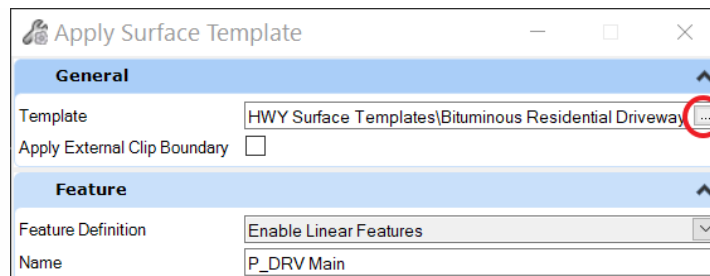 Apply Surface Template
General
Template HWY Surface Templates\Bituminous Residential Driveway ...
Apply External Clip Boundary
Feature
Feature Definition Enable Linear Features
Name P_DRV Main